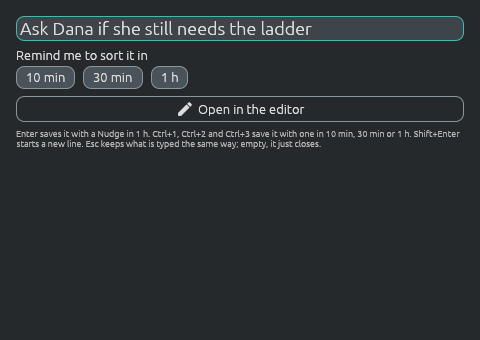 Ask Dana if she still needs the ladder
Remind me to sort it in
10 min 30 min 1 h
Open in the editor
Enter saves it with a Nudge in 1 h. Ctrl+1, Ctrl+2 and Ctrl+3 save it with one in 10 min, 30 min or 1 h. Shift+Enter
starts a new line. Esc keeps what is typed the same way; empty, it just closes.